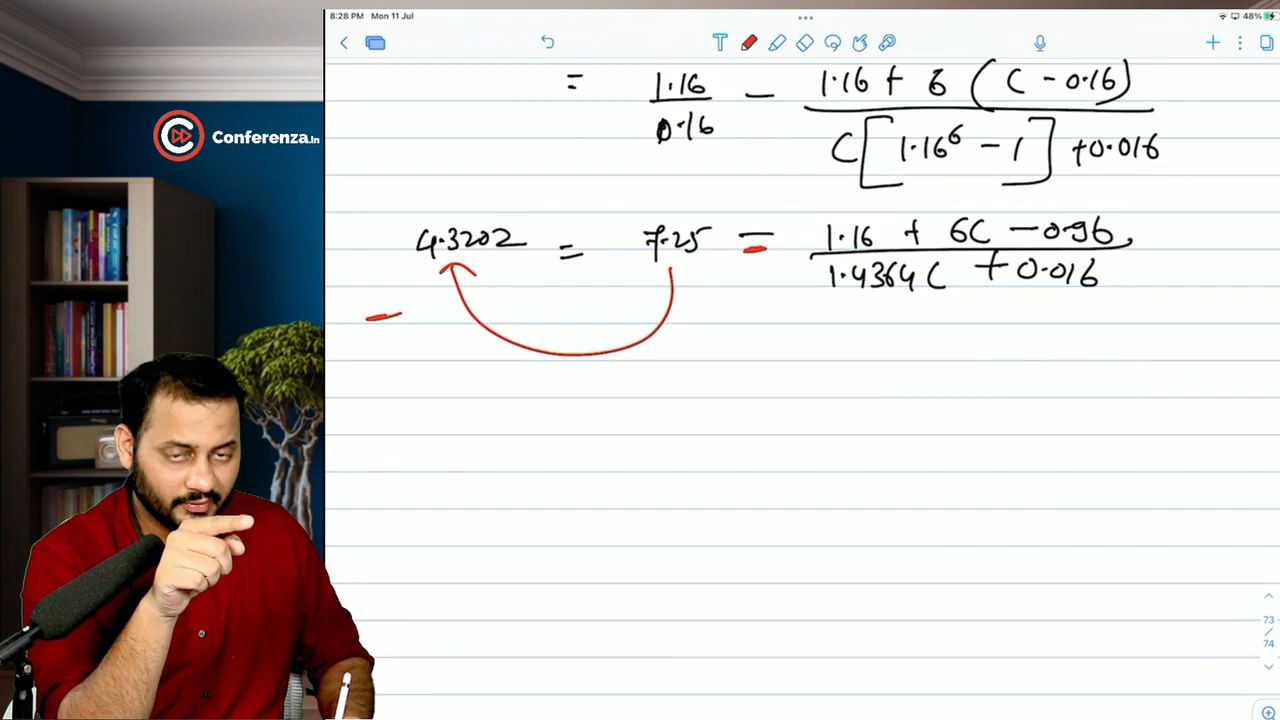 8:28 PM Mon 11 Jul
48%
Conferenza.In
= 1.16 / 0.16 - 1.16 + 6 (C - 0.16) / C [1.16^6 - 1] + 0.016
4.3202 = 7.25 - 1.16 + 6C - 0.96 / 1.4364C + 0.016
-
73
/
74